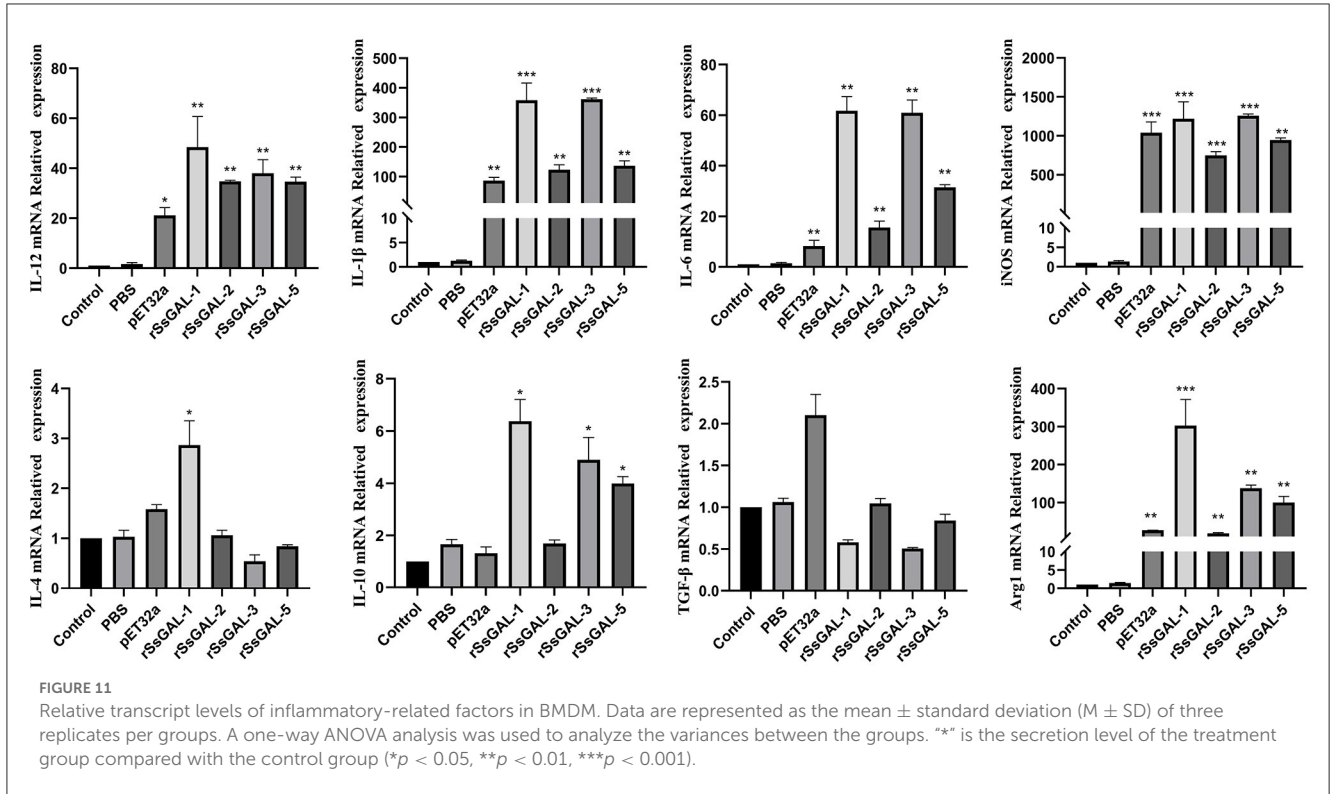 IL-12 mRNA Relatived expression
80
60
40
20
0
*
**
**
**
**
Control
PBS
pET32a
rSsGAL-1
rSsGAL-2
rSsGAL-3
rSsGAL-5
IL-1β mRNA Relatived expression
500
400
300
200
100
10
5
0
**
***
**
***
**
Control
PBS
pET32a
rSsGAL-1
rSsGAL-2
rSsGAL-3
rSsGAL-5
IL-6 mRNA Relatived expression
80
60
40
20
0
**
**
**
**
**
Control
PBS
pET32a
rSsGAL-1
rSsGAL-2
rSsGAL-3
rSsGAL-5
iNOS mRNA Relatived expression
2000
1500
1000
500
10
5
0
***
***
***
***
**
Control
PBS
pET32a
rSsGAL-1
rSsGAL-2
rSsGAL-3
rSsGAL-5
IL-4 mRNA Relatived expression
4
3
2
1
0
*
Control
PBS
pET32a
rSsGAL-1
rSsGAL-2
rSsGAL-3
rSsGAL-5
IL-10 mRNA Relatived expression
8
6
4
2
0
*
*
*
Control
PBS
pET32a
rSsGAL-1
rSsGAL-2
rSsGAL-3
rSsGAL-5
TGF-β mRNA Relatived expression
2.5
2.0
1.5
1.0
0.5
0.0
Control
PBS
pET32a
rSsGAL-1
rSsGAL-2
rSsGAL-3
rSsGAL-5
Arg1 mRNA Relatived expression
400
300
200
100
10
5
0
**
***
**
**
**
Control
PBS
pET32a
rSsGAL-1
rSsGAL-2
rSsGAL-3
rSsGAL-5
FIGURE 11
Relative transcript levels of inflammatory-related factors in BMDM. Data are represented as the mean ± standard deviation (M ± SD) of three
replicates per groups. A one-way ANOVA analysis was used to analyze the variances between the groups. “*” is the secretion level of the treatment
group compared with the control group (*p < 0.05, **p < 0.01, ***p < 0.001).